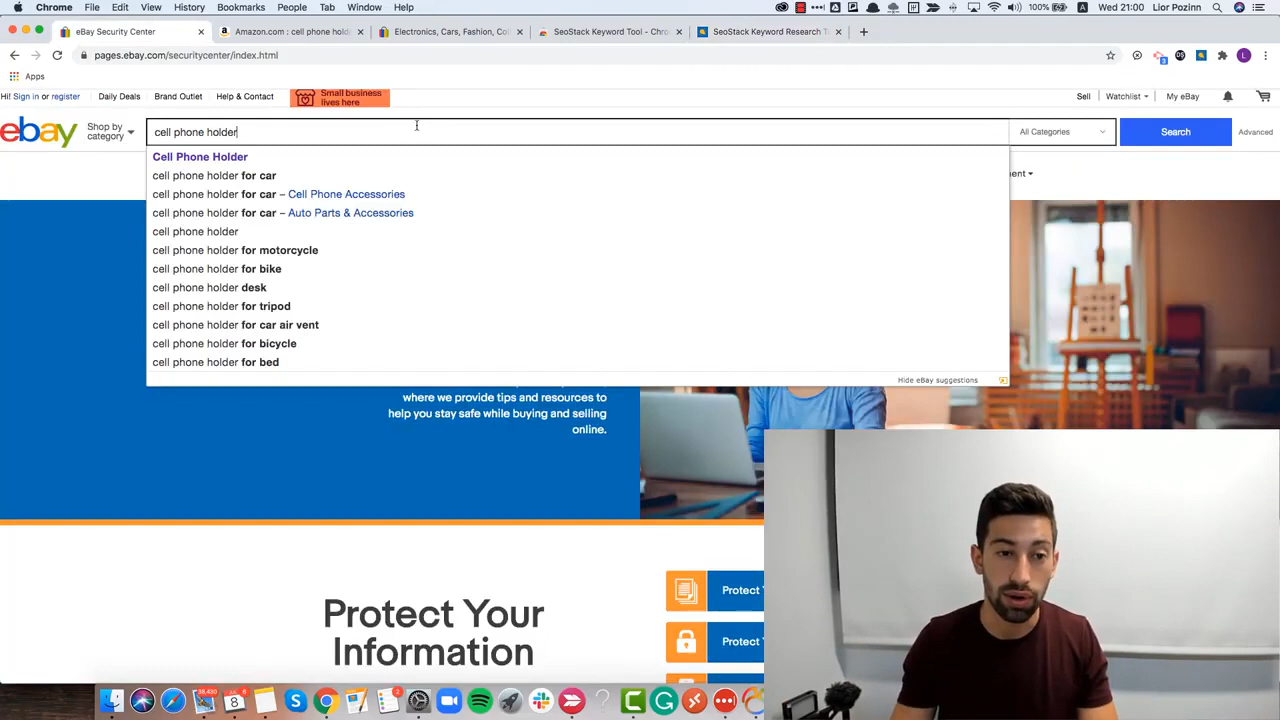 Chrome File Edit View History Bookmarks People Tab Window Help 100% Wed 21:00 Lior Pozinn
eBay Security Center Amazon.com : cell phone hold Electronics, Cars, Fashion, Col SeoStack Keyword Tool - Chro SeoStack Keyword Research T
pages.ebay.com/securitycenter/index.html
Apps
Hi! Sign in or register Daily Deals Brand Outlet Help & Contact Small business lives here Sell Watchlist My eBay
ebay Shop by category cell phone holder All Categories Search Advanced
Cell Phone Holder
cell phone holder for car
cell phone holder for car – Cell Phone Accessories
cell phone holder for car – Auto Parts & Accessories
cell phone holder
cell phone holder for motorcycle
cell phone holder for bike
cell phone holder desk
cell phone holder for tripod
cell phone holder for car air vent
cell phone holder for bicycle
cell phone holder for bed
Hide eBay suggestions
where we provide tips and resources to
help you stay safe while buying and selling
online.
Protect Your
Information
Protect Y
Protect Y